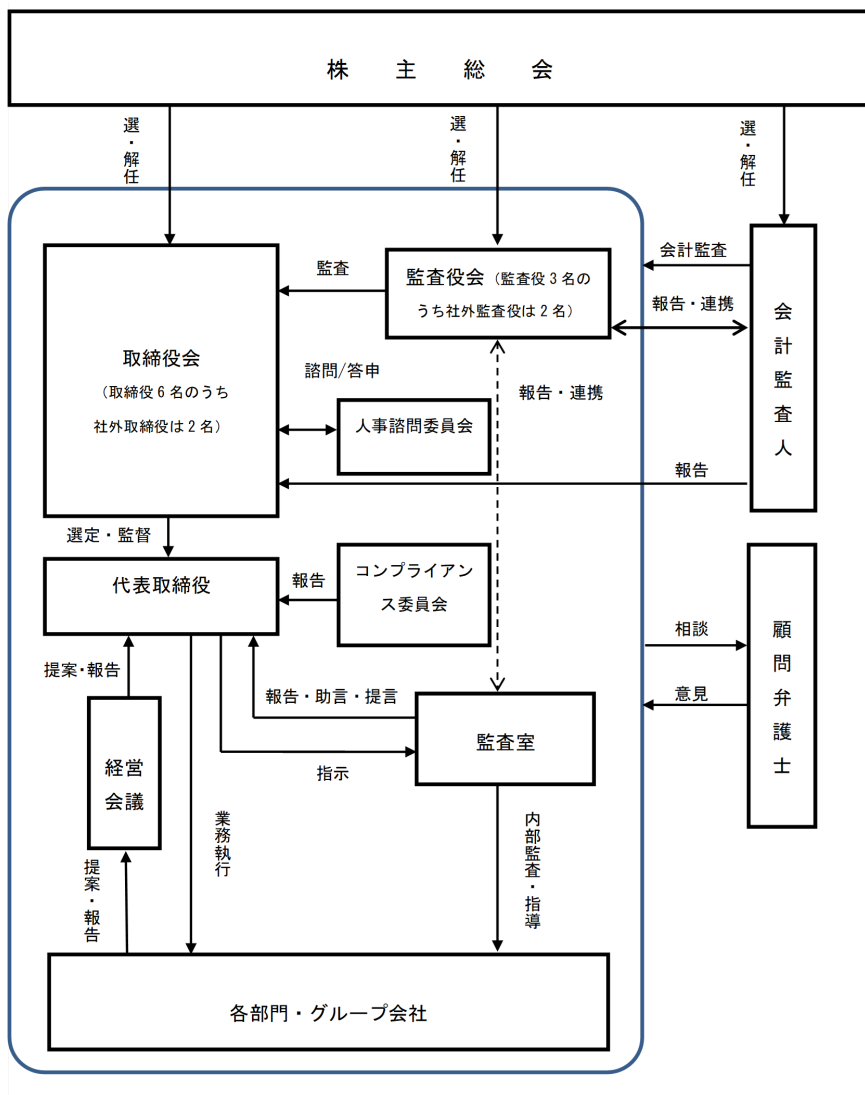 株主総会
選・解任
選・解任
選・解任
監査
監査役会（監査役3名の
うち社外監査役は2名）
会計監査
報告・連携
会計監査人
取締役会
（取締役6名のうち
社外取締役は2名）
諮問/答申
人事諮問委員会
報告・連携
報告
選定・監督
代表取締役
報告
コンプライアン
ス委員会
相談
意見
顧問弁護士
提案・報告
報告・助言・提言
監査室
指示
経営
会議
業務執行
内部監査・指導
提案・報告
各部門・グループ会社